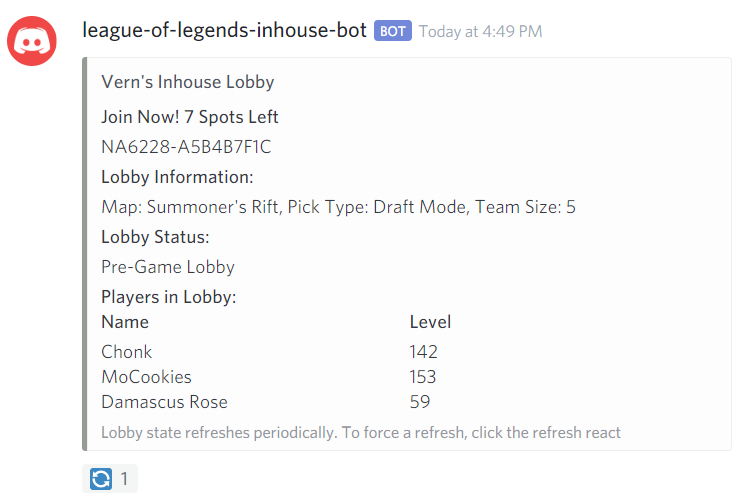 league-of-legends-inhouse-bot BOT Today at 4:49 PM
Vern's Inhouse Lobby
Join Now! 7 Spots Left
NA6228-A5B4B7F1C
Lobby Information:
Map: Summoner's Rift, Pick Type: Draft Mode, Team Size: 5
Lobby Status:
Pre-Game Lobby
Players in Lobby:
Name Level
Chonk 142
MoCookies 153
Damascus Rose 59
Lobby state refreshes periodically. To force a refresh, click the refresh react
1